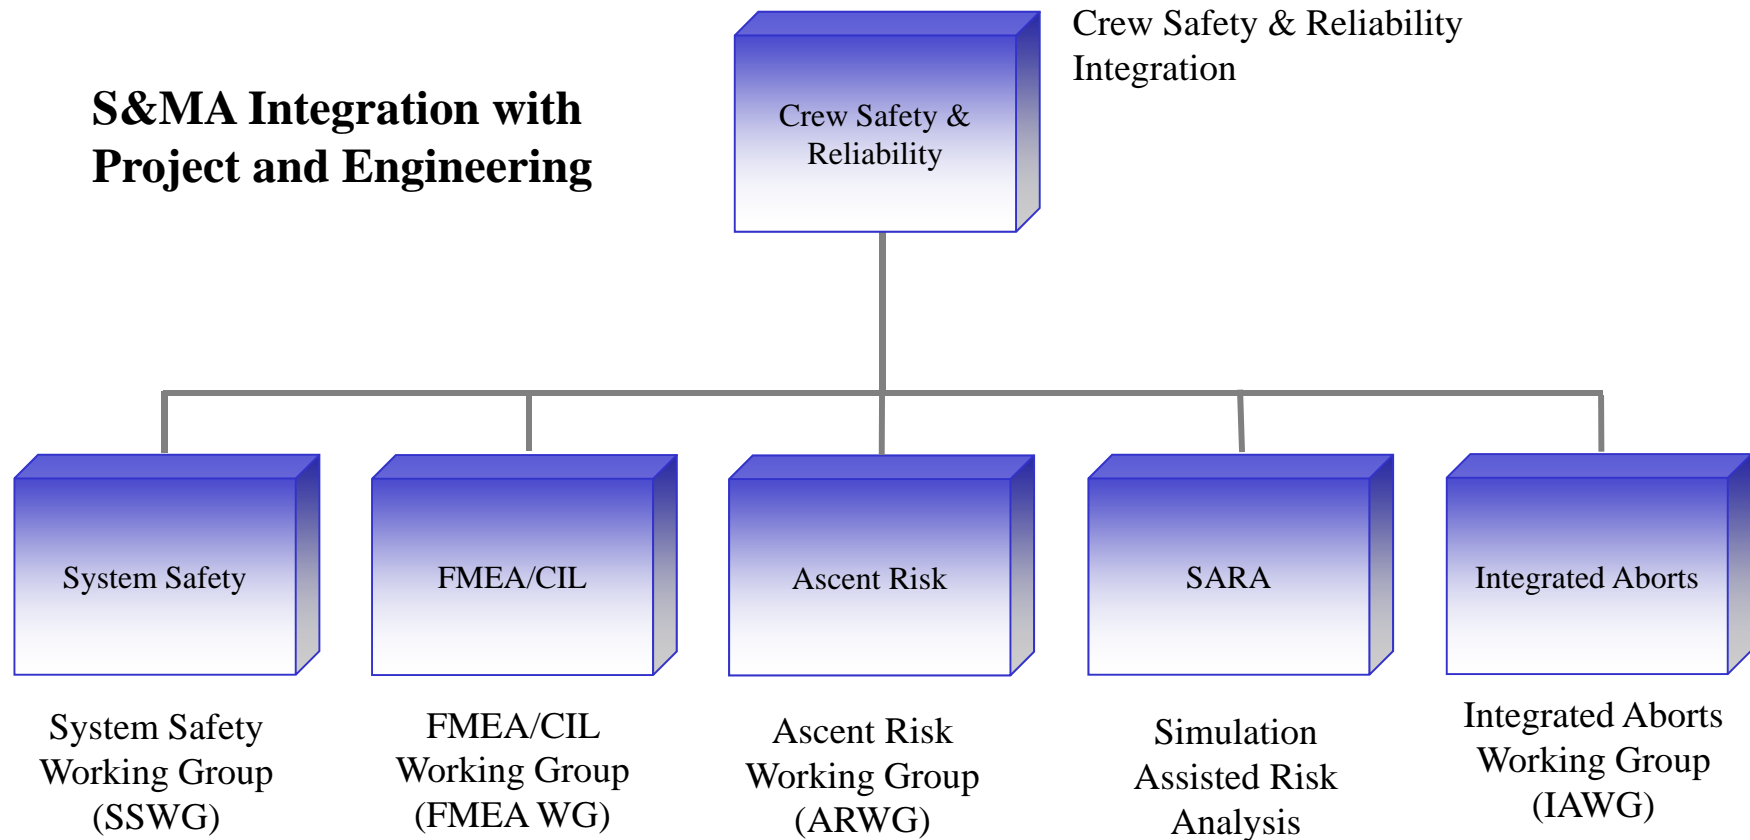 Crew Safety & Reliability
Integration
S&MA Integration with
Project and Engineering
Crew Safety &
Reliability
System Safety
FMEA/CIL
Ascent Risk
SARA
Integrated Aborts
System Safety
Working Group
(SSWG)
FMEA/CIL
Working Group
(FMEA WG)
Ascent Risk
Working Group
(ARWG)
Simulation
Assisted Risk
Analysis
Integrated Aborts
Working Group
(IAWG)